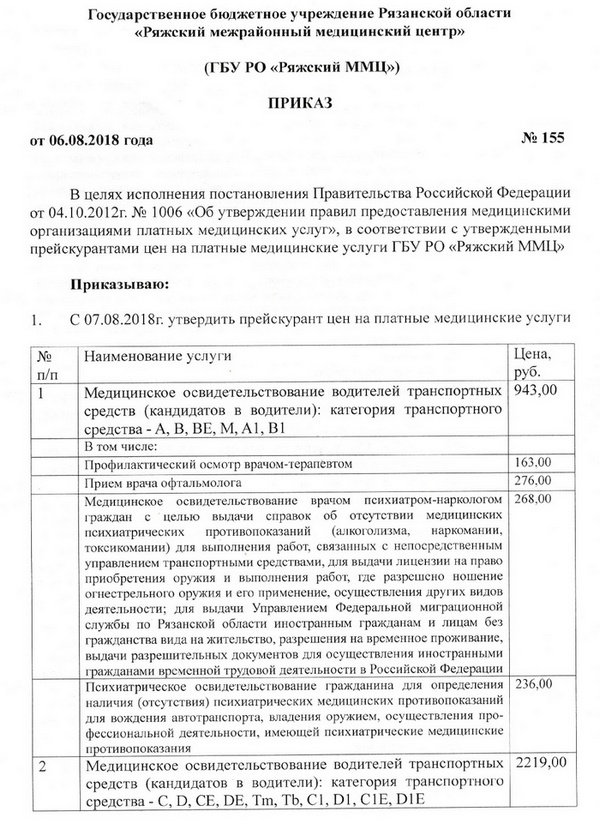 Государственное бюджетное учреждение Рязанской области
«Ряжский межрайонный медицинский центр»
(ГБУ РО «Ряжский ММЦ»)
ПРИКАЗ
от 06.08.2018 года № 155
В целях исполнения постановления Правительства Российской Федерации
от 04.10.2012г. № 1006 «Об утверждении правил предоставления медицинскими
организациями платных медицинских услуг», в соответствии с утвержденными
прейскурантами цен на платные медицинские услуги ГБУ РО «Ряжский ММЦ»
Приказываю:
1. С 07.08.2018г. утвердить прейскурант цен на платные медицинские услуги
№ Наименование услуги Цена,
п/п руб.
1 Медицинское освидетельствование водителей транспортных 943,00
средств (кандидатов в водители): категория транспортного
средства - А, В, ВЕ, М, А1, В1
В том числе:
Профилактический осмотр врачом-терапевтом 163,00
Прием врача офтальмолога 276,00
Медицинское освидетельствование врачом психиатром-наркологом 268,00
граждан с целью выдачи справок об отсутствии медицинских
психиатрических противопоказаний (алкоголизма, наркомании,
токсикомании) для выполнения работ, связанных с непосредственным
управлением транспортными средствами, для выдачи лицензии на право
приобретения оружия и выполнения работ, где разрешено ношение
огнестрельного оружия и его применение, осуществления других видов
деятельности; для выдачи Управлением Федеральной миграционной
службы по Рязанской области иностранным гражданам и лицам без
гражданства вида на жительство, разрешения на временное проживание,
выдачи разрешительных документов для осуществления иностранными
гражданами временной трудовой деятельности в Российской Федерации
Психиатрическое освидетельствование гражданина для определения 236,00
наличия (отсутствия) психиатрических медицинских противопоказаний
для вождения автотранспорта, владения оружием, осуществления про-
фессиональной деятельности, имеющей психиатрические медицинские
противопоказания
2 Медицинское освидетельствование водителей транспортных 2219,00
средств (кандидатов в водители): категория транспортного
средства - С, D, СЕ, DE, Tm, Tb, C1, D1, C1E, D1E